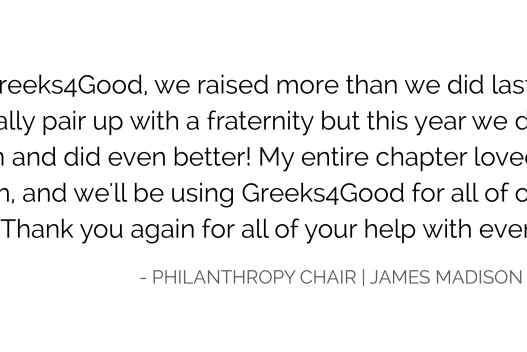 reeks4Good, we raised more than we did last
ally pair up with a fraternity but this year we d
n and did even better! My entire chapter love
n, and we'll be using Greeks4Good for all of o
Thank you again for all of your help with ever
- PHILANTHROPY CHAIR | JAMES MADISON